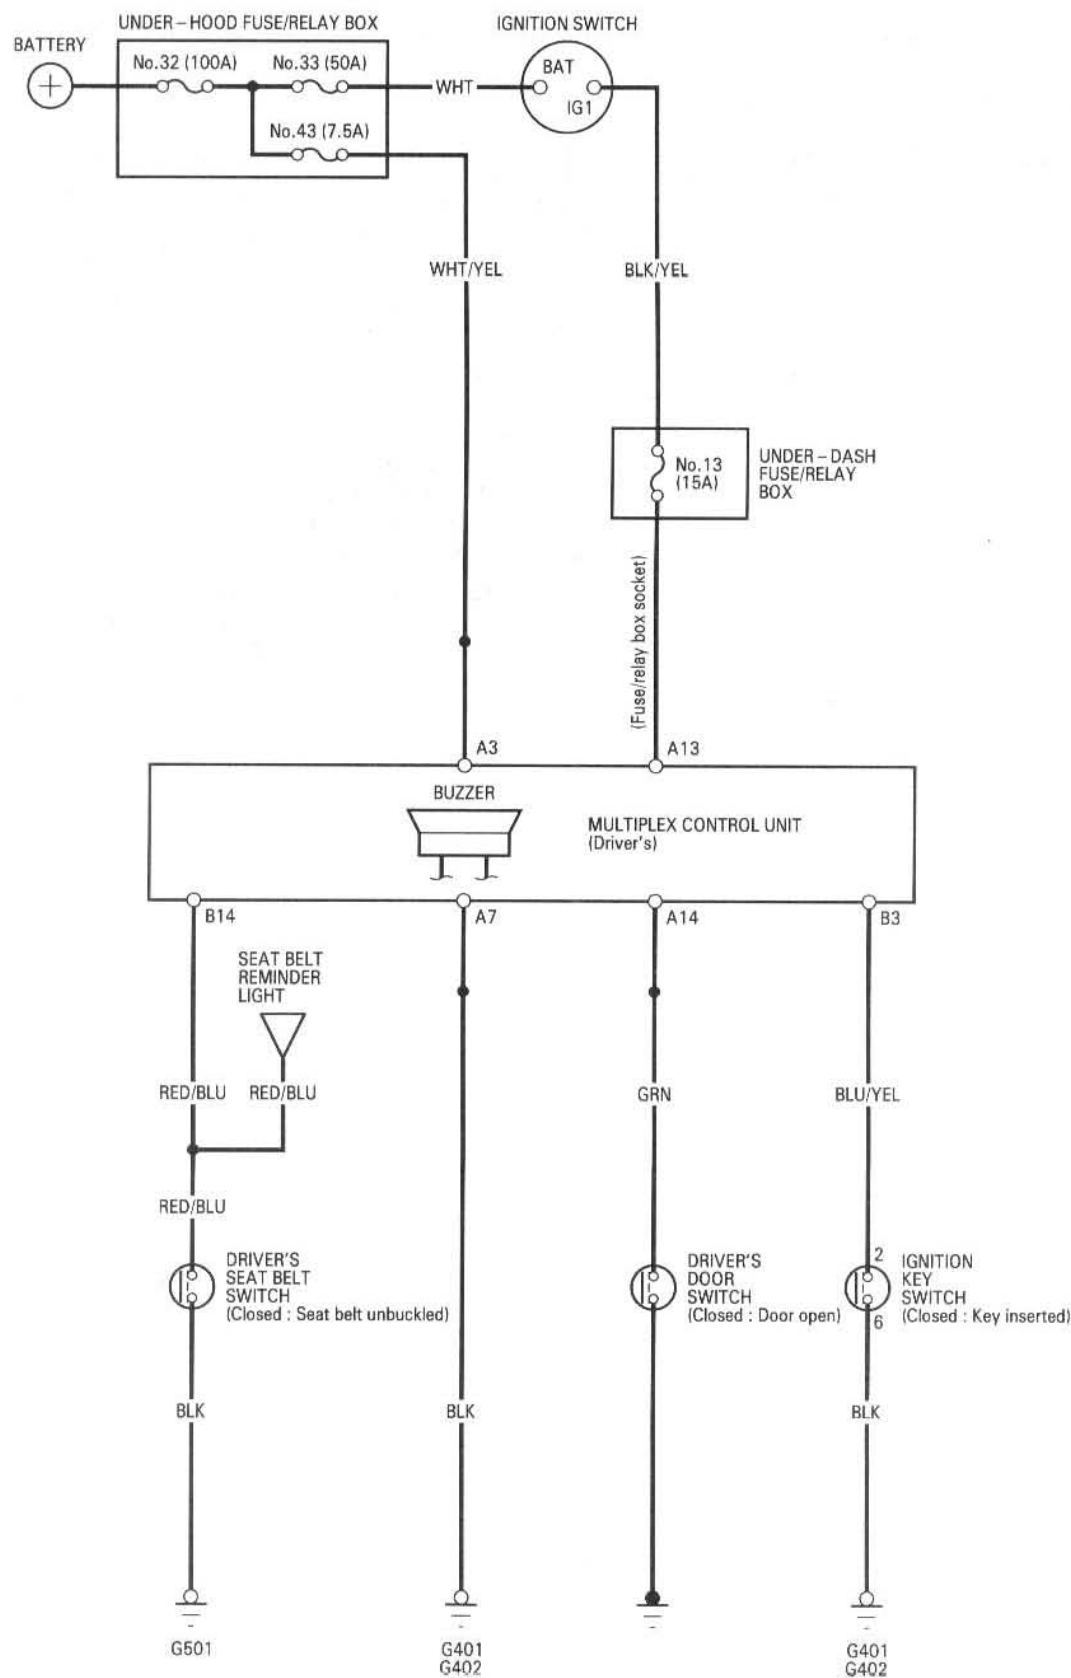 UNDER – HOOD FUSE/RELAY BOX
IGNITION SWITCH
BATTERY
No.32 (100A)
No.33 (50A)
BAT
WHT
IG1
No.43 (7.5A)
WHT/YEL
BLK/YEL
No.13
(15A)
UNDER – DASH
FUSE/RELAY
BOX
(Fuse/relay box socket)
A3
A13
BUZZER
MULTIPLEX CONTROL UNIT
(Driver's)
B14
A7
A14
B3
SEAT BELT
REMINDER
LIGHT
RED/BLU
RED/BLU
GRN
BLU/YEL
RED/BLU
DRIVER'S
SEAT BELT
SWITCH
(Closed : Seat belt unbuckled)
DRIVER'S
DOOR
SWITCH
(Closed : Door open)
2
6
IGNITION
KEY
SWITCH
(Closed : Key inserted)
BLK
BLK
BLK
G501
G401
G402
G401
G402